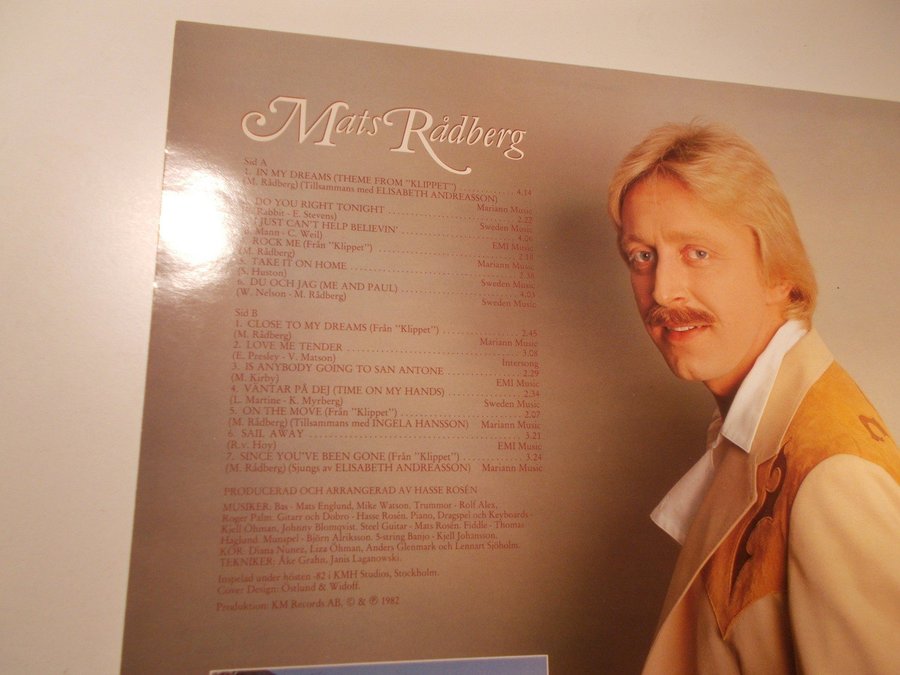 Mats Rådberg
Sid A
1. IN MY DREAMS (THEME FROM "KLIPPET") 4.14
(M. Rådberg) (Tillsammans med ELISABETH ANDREASSON)
Mariann Music
DO YOU RIGHT TONIGHT 2.22
Rabbit - E. Stevens) Sweden Music
JUST CAN'T HELP BELIEVIN' 4.06
Mann - C. Weil) EMI Music
ROCK ME (Från "Klippet") 2.18
(M. Rådberg) Mariann Music
5. TAKE IT ON HOME 2.38
(S. Huston) Sweden Music
6. DU OCH JAG (ME AND PAUL) 4.03
(W. Nelson - M. Rådberg) Sweden Music
Sid B
1. CLOSE TO MY DREAMS (Från "Klippet") 2.45
(M. Rådberg) Mariann Music
2. LOVE ME TENDER 3.08
(E. Presley - V. Matson) Intersong
3. IS ANYBODY GOING TO SAN ANTONE 2.29
(M. Kirby) EMI Music
4. VÄNTAR PÅ DEJ (TIME ON MY HANDS) 2.34
(L. Martine - K. Myrberg) Sweden Music
5. ON THE MOVE (Från "Klippet") 2.07
(M. Rådberg) (Tillsammans med INGELA HANSSON) Mariann Music
6. SAIL AWAY 3.21
(R.v. Hoy) EMI Music
7. SINCE YOU'VE BEEN GONE (Från "Klippet") 3.24
(M. Rådberg) (Sjungs av ELISABETH ANDREASSON) Mariann Music
PRODUCERAD OCH ARRANGERAD AV HASSE ROSÉN
MUSIKER: Bas - Mats Englund, Mike Watson. Trummor - Rolf Alex,
Roger Palm. Gitarr och Dobro - Hasse Rosén. Piano, Dragspel och Keyboards -
Kjell Öhman, Johnny Blomqvist. Steel Guitar - Mats Rosén. Fiddle - Thomas
Haglund. Munspel - Björn Alriksson. 5-string Banjo - Kjell Johansson.
KÖR: Diana Nunez, Liza Öhman, Anders Glenmark och Lennart Sjöholm.
TEKNIKER: Åke Grahn, Janis Laganowski.
Inspelad under hösten -82 i KMH Studios, Stockholm.
Cover Design: Östlund & Widoff.
Produktion: KM Records AB, © & ℗ 1982